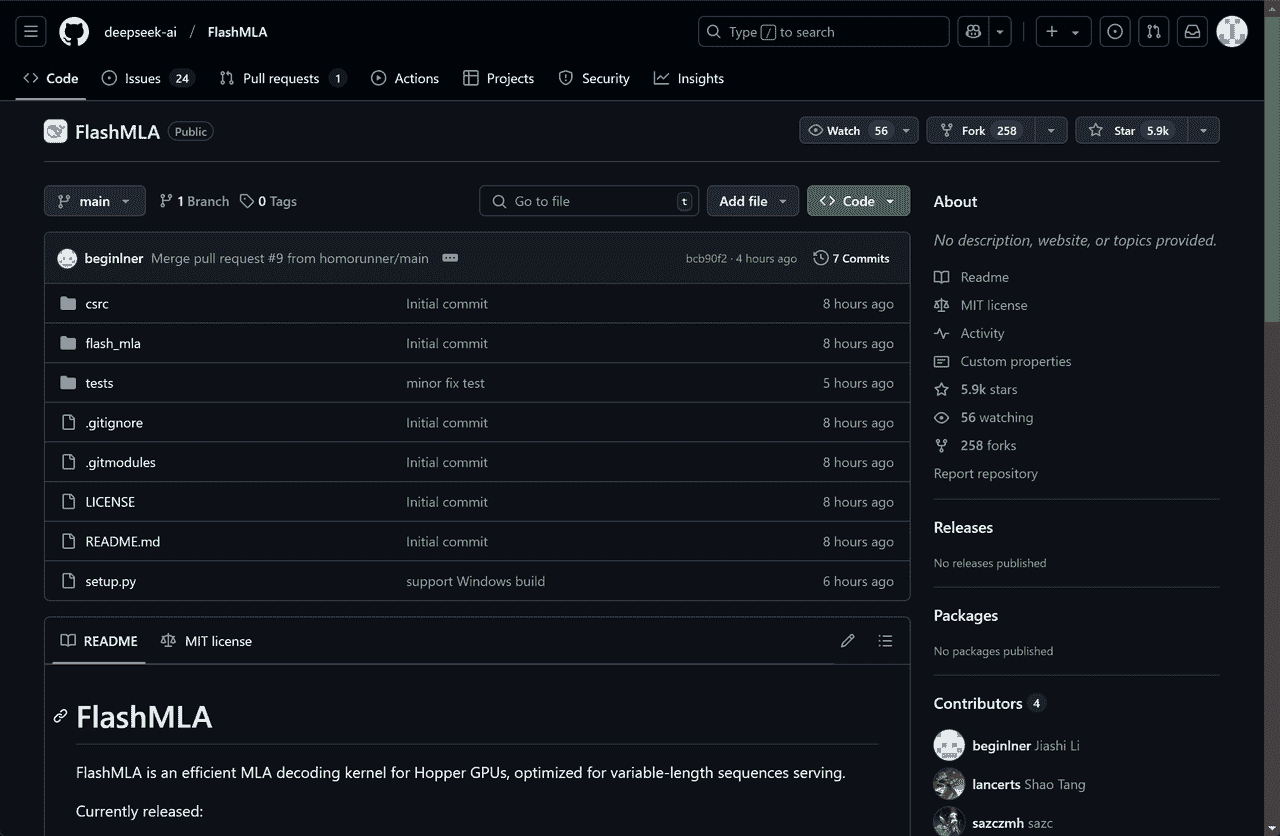 deepseek-ai / FlashMLA
Type / to search
Code Issues 24 Pull requests 1 Actions Projects Security Insights
FlashMLA Public
Watch 56 Fork 258 Star 5.9k
main 1 Branch 0 Tags Go to file t Add file Code
beginlner Merge pull request #9 from homorunner/main bcb90f2 · 4 hours ago 7 Commits
csrc Initial commit 8 hours ago
flash_mla Initial commit 8 hours ago
tests minor fix test 5 hours ago
.gitignore Initial commit 8 hours ago
.gitmodules Initial commit 8 hours ago
LICENSE Initial commit 8 hours ago
README.md Initial commit 8 hours ago
setup.py support Windows build 6 hours ago
README MIT license
FlashMLA
FlashMLA is an efficient MLA decoding kernel for Hopper GPUs, optimized for variable-length sequences serving.
Currently released:
About
No description, website, or topics provided.
Readme
MIT license
Activity
Custom properties
5.9k stars
56 watching
258 forks
Report repository
Releases
No releases published
Packages
No packages published
Contributors 4
beginlner Jiashi Li
lancerts Shao Tang
sazczmh sazc